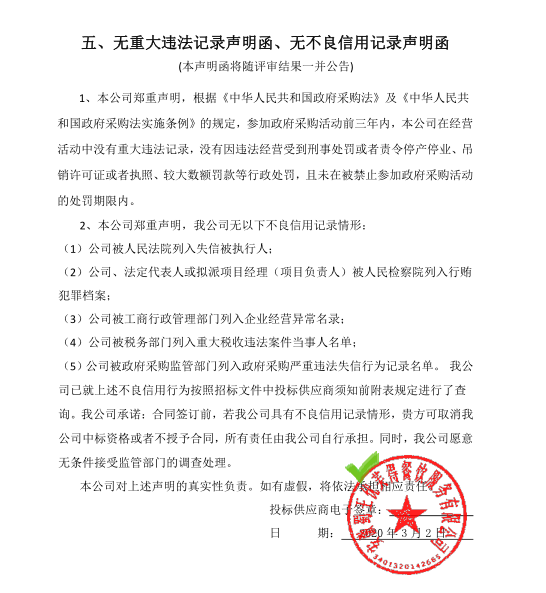 五、无重大违法记录声明函、无不良信用记录声明函
(本声明函将随评审结果一并公告)
1、本公司郑重声明，根据《中华人民共和国政府采购法》及《中华人民共
和国政府采购法实施条例》的规定，参加政府采购活动前三年内，本公司在经营
活动中没有重大违法记录，没有因违法经营受到刑事处罚或者责令停产停业、吊
销许可证或者执照、较大数额罚款等行政处罚，且未在被禁止参加政府采购活动
的处罚期限内。
2、本公司郑重声明，我公司无以下不良信用记录情形：
（1）公司被人民法院列入失信被执行人；
（2）公司、法定代表人或拟派项目经理（项目负责人）被人民检察院列入行贿
犯罪档案；
（3）公司被工商行政管理部门列入企业经营异常名录；
（4）公司被税务部门列入重大税收违法案件当事人名单；
（5）公司被政府采购监管部门列入政府采购严重违法失信行为记录名单。 我公
司已就上述不良信用行为按照招标文件中投标供应商须知前附表规定进行了查
询。我公司承诺：合同签订前，若我公司具有不良信用记录情形，贵方可取消我
公司中标资格或者不授予合同，所有责任由我公司自行承担。同时，我公司愿意
无条件接受监管部门的调查处理。
本公司对上述声明的真实性负责。如有虚假，将依法承担相应责任。
投标供应商电子签章：
日 期：2020年3月2日
餐饮服务有限公司
3401320142665